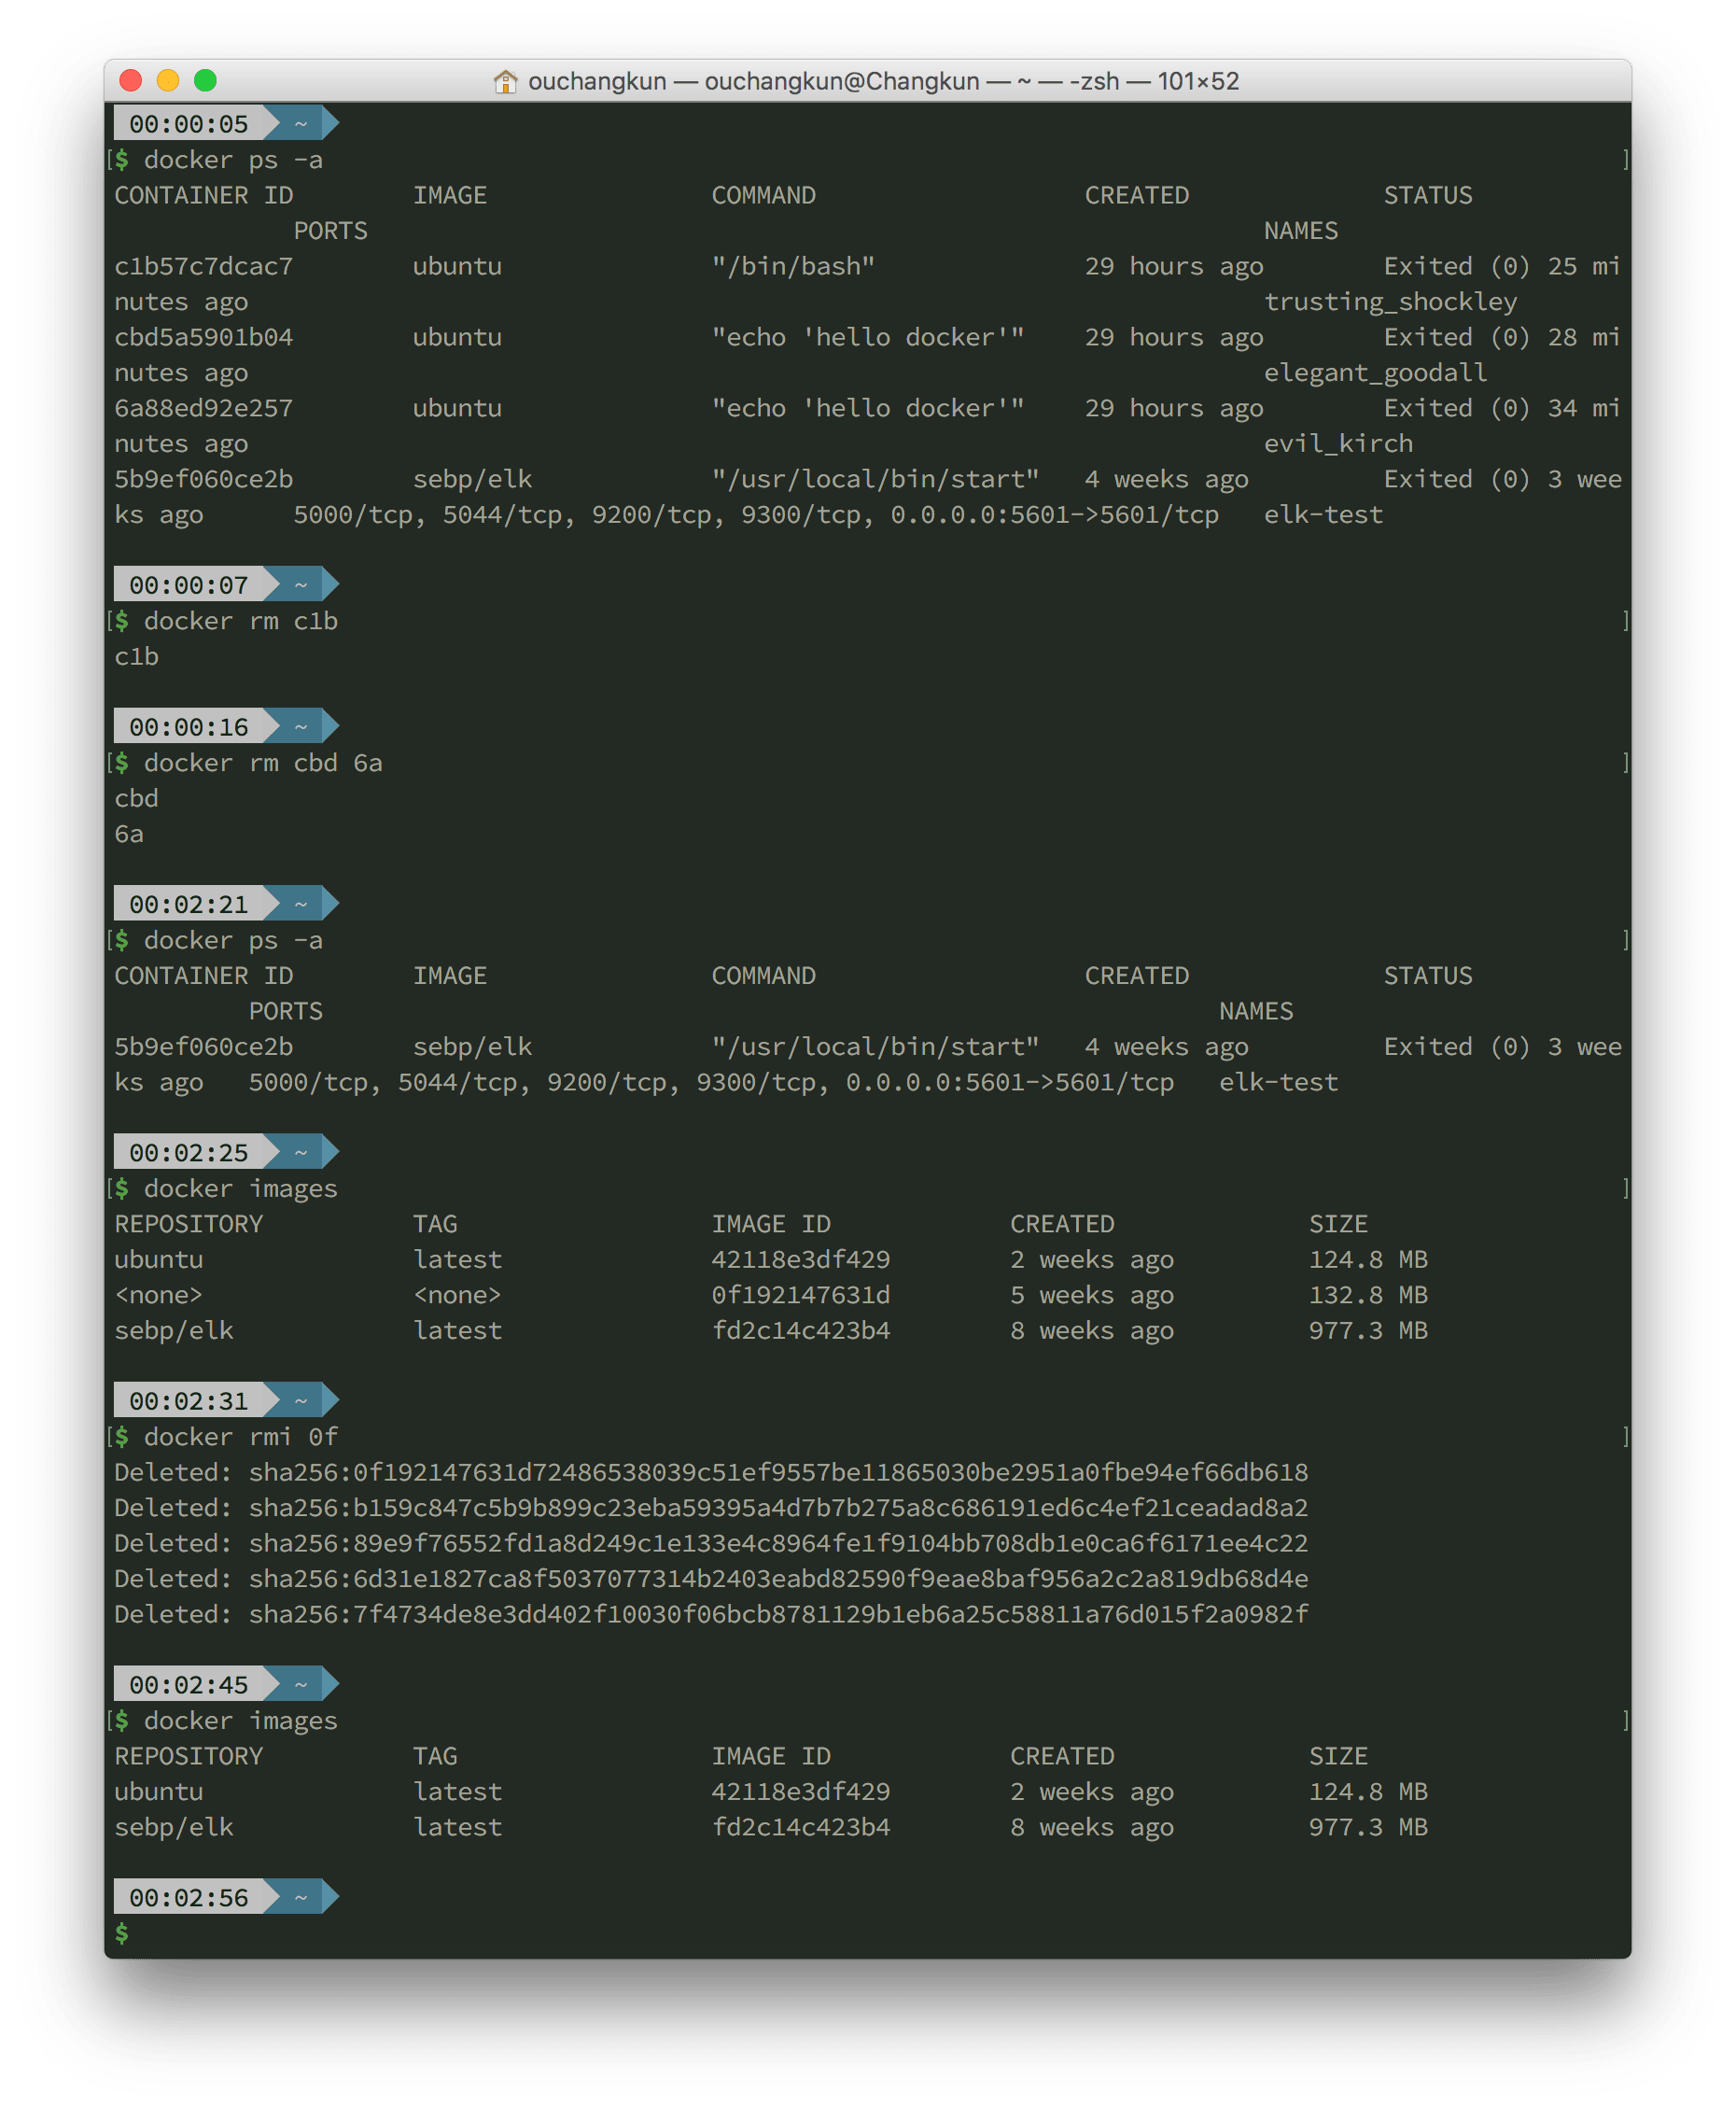 ouchangkun — ouchangkun@Changkun — ~ — -zsh — 101×52
00:00:05 ~
[$ docker ps -a ]
CONTAINER ID        IMAGE               COMMAND                  CREATED             STATUS
            PORTS                                                            NAMES
c1b57c7dcac7        ubuntu              "/bin/bash"              29 hours ago        Exited (0) 25 mi
nutes ago                                                                    trusting_shockley
cbd5a5901b04        ubuntu              "echo 'hello docker'"    29 hours ago        Exited (0) 28 mi
nutes ago                                                                    elegant_goodall
6a88ed92e257        ubuntu              "echo 'hello docker'"    29 hours ago        Exited (0) 34 mi
nutes ago                                                                    evil_kirch
5b9ef060ce2b        sebp/elk            "/usr/local/bin/start"   4 weeks ago         Exited (0) 3 wee
ks ago      5000/tcp, 5044/tcp, 9200/tcp, 9300/tcp, 0.0.0.0:5601->5601/tcp   elk-test
00:00:07 ~
[$ docker rm c1b ]
c1b
00:00:16 ~
[$ docker rm cbd 6a ]
cbd
6a
00:02:21 ~
[$ docker ps -a ]
CONTAINER ID        IMAGE               COMMAND                  CREATED             STATUS
         PORTS                                                            NAMES
5b9ef060ce2b        sebp/elk            "/usr/local/bin/start"   4 weeks ago         Exited (0) 3 wee
ks ago   5000/tcp, 5044/tcp, 9200/tcp, 9300/tcp, 0.0.0.0:5601->5601/tcp   elk-test
00:02:25 ~
[$ docker images ]
REPOSITORY          TAG                 IMAGE ID            CREATED             SIZE
ubuntu              latest              42118e3df429        2 weeks ago         124.8 MB
<none>              <none>              0f192147631d        5 weeks ago         132.8 MB
sebp/elk            latest              fd2c14c423b4        8 weeks ago         977.3 MB
00:02:31 ~
[$ docker rmi 0f ]
Deleted: sha256:0f192147631d72486538039c51ef9557be11865030be2951a0fbe94ef66db618
Deleted: sha256:b159c847c5b9b899c23eba59395a4d7b7b275a8c686191ed6c4ef21ceadad8a2
Deleted: sha256:89e9f76552fd1a8d249c1e133e4c8964fe1f9104bb708db1e0ca6f6171ee4c22
Deleted: sha256:6d31e1827ca8f5037077314b2403eabd82590f9eae8baf956a2c2a819db68d4e
Deleted: sha256:7f4734de8e3dd402f10030f06bcb8781129b1eb6a25c58811a76d015f2a0982f
00:02:45 ~
[$ docker images ]
REPOSITORY          TAG                 IMAGE ID            CREATED             SIZE
ubuntu              latest              42118e3df429        2 weeks ago         124.8 MB
sebp/elk            latest              fd2c14c423b4        8 weeks ago         977.3 MB
00:02:56 ~
$